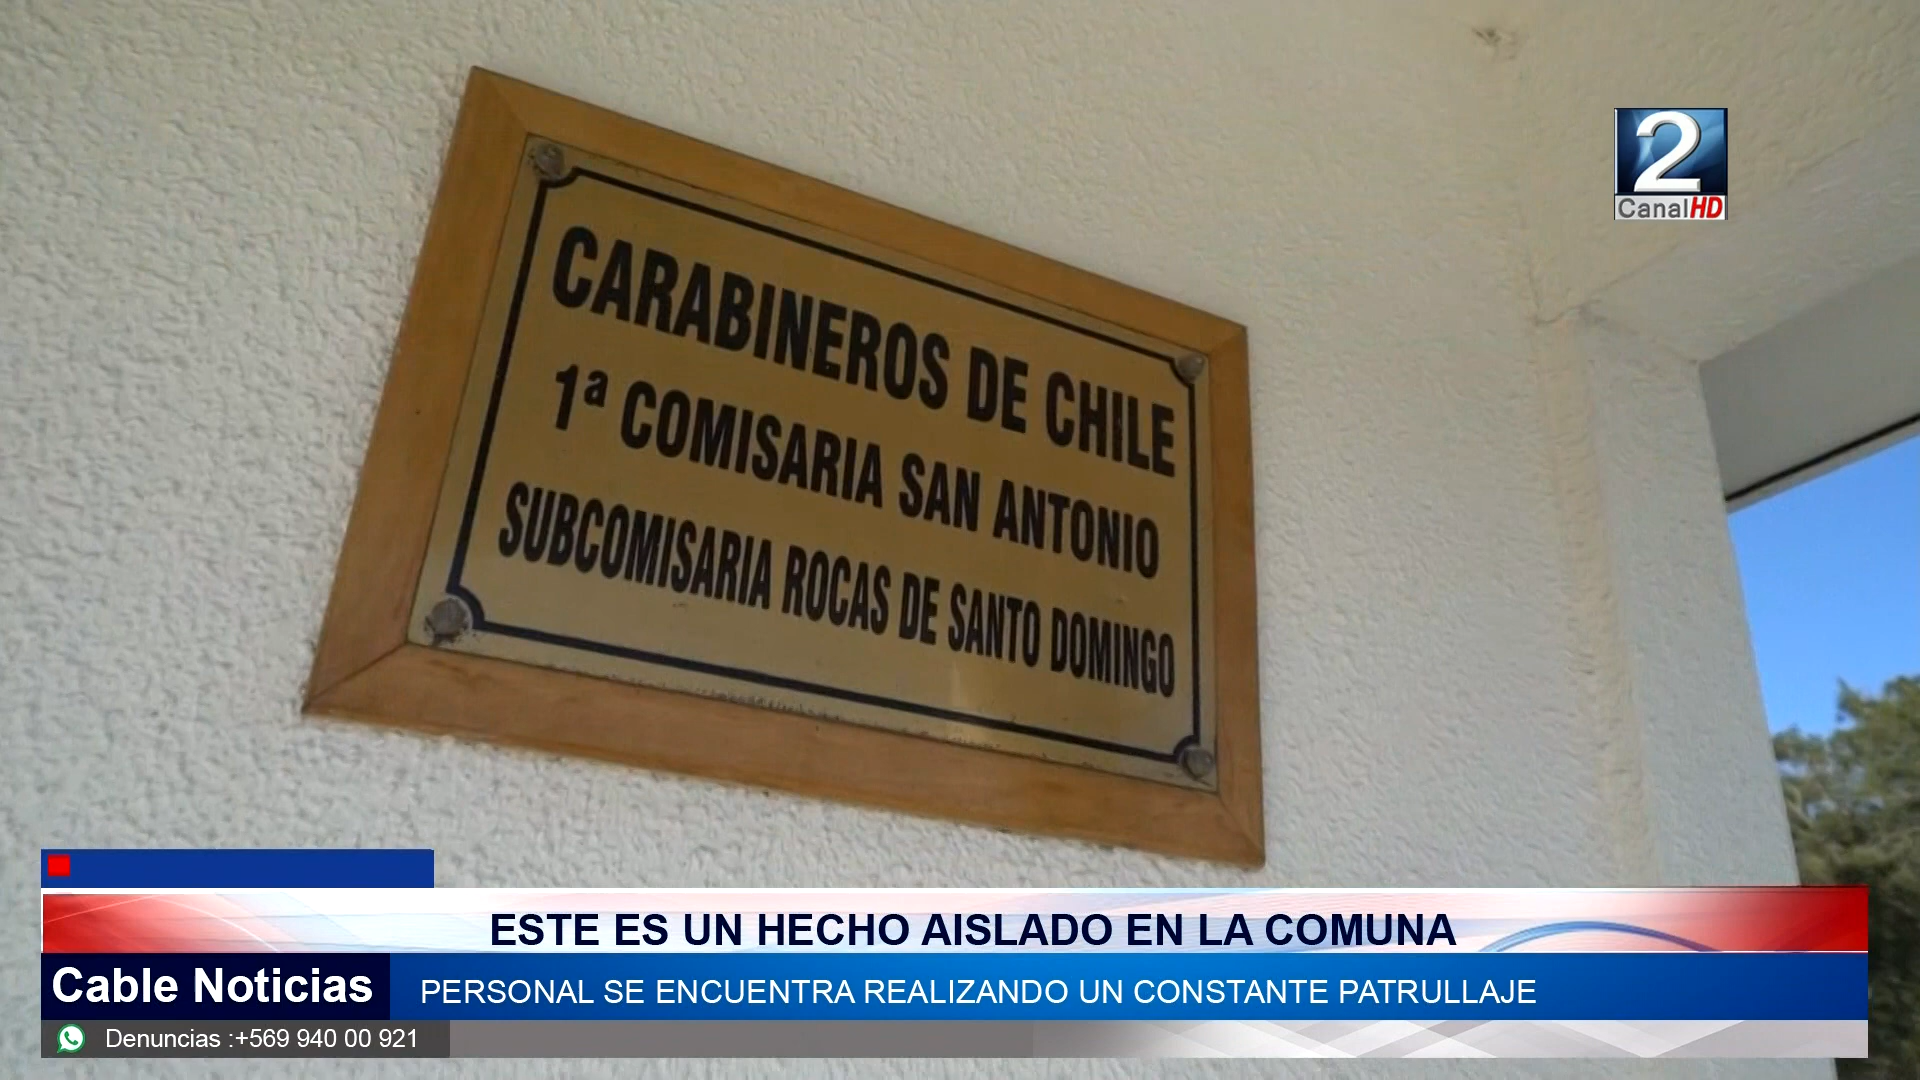 2
CanalHD
CARABINEROS DE CHILE
1ª COMISARIA SAN ANTONIO
SUBCOMISARIA ROCAS DE SANTO DOMINGO
ESTE ES UN HECHO AISLADO EN LA COMUNA
Cable Noticias
PERSONAL SE ENCUENTRA REALIZANDO UN CONSTANTE PATRULLAJE
Denuncias :+569 940 00 921